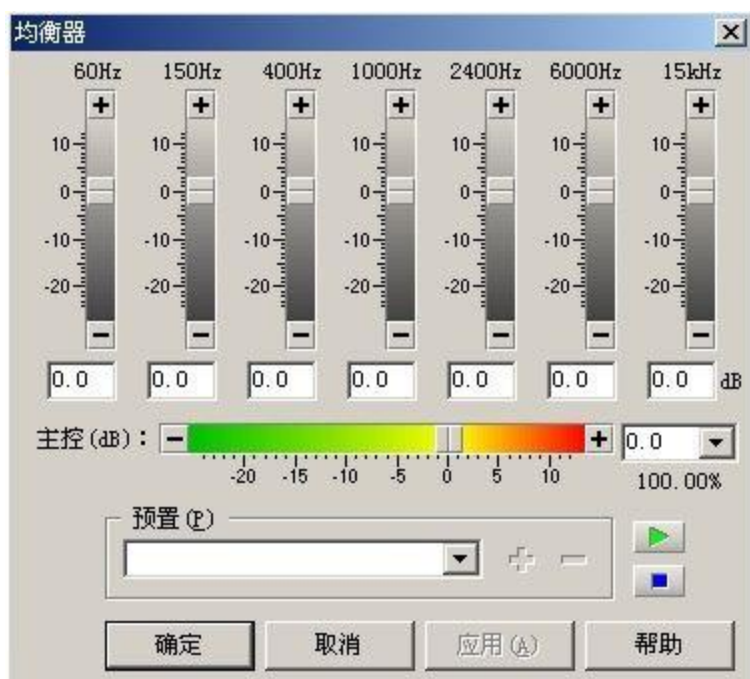 均衡器
60Hz 150Hz 400Hz 1000Hz 2400Hz 6000Hz 15kHz
10 10 10 10 10 10 10
0 0 0 0 0 0 0
-10 -10 -10 -10 -10 -10 -10
-20 -20 -20 -20 -20 -20 -20
0.0 0.0 0.0 0.0 0.0 0.0 0.0 dB
主控(dB): 0.0
-20 -15 -10 -5 0 5 10 100.00%
预置(P)
确定 取消 应用(A) 帮助